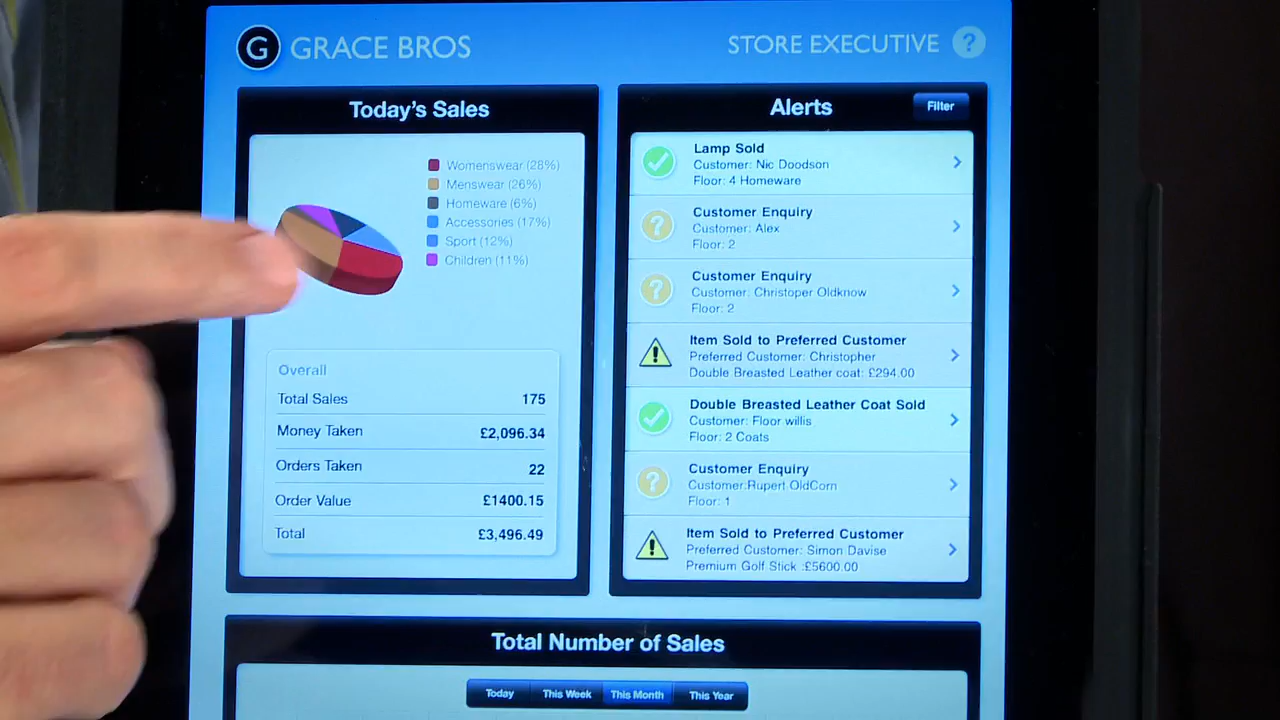 G GRACE BROS
STORE EXECUTIVE ?
Today's Sales
Womenswear (28%)
Menswear (26%)
Homeware (6%)
Accessories (17%)
Sport (12%)
Children (11%)
Overall
Total Sales 175
Money Taken £2,096.34
Orders Taken 22
Order Value £1400.15
Total £3,496.49
Alerts Filter
Lamp Sold
Customer: Nic Doodson
Floor: 4 Homeware
?
Customer Enquiry
Customer: Alex
Floor: 2
?
Customer Enquiry
Customer: Christoper Oldknow
Floor: 2
!
Item Sold to Preferred Customer
Preferred Customer: Christopher
Double Breasted Leather coat: £294.00
Double Breasted Leather Coat Sold
Customer: Floor willis
Floor: 2 Coats
?
Customer Enquiry
Customer:Rupert OldCorn
Floor: 1
!
Item Sold to Preferred Customer
Preferred Customer: Simon Davise
Premium Golf Stick :£5600.00
Total Number of Sales
Today This Week This Month This Year